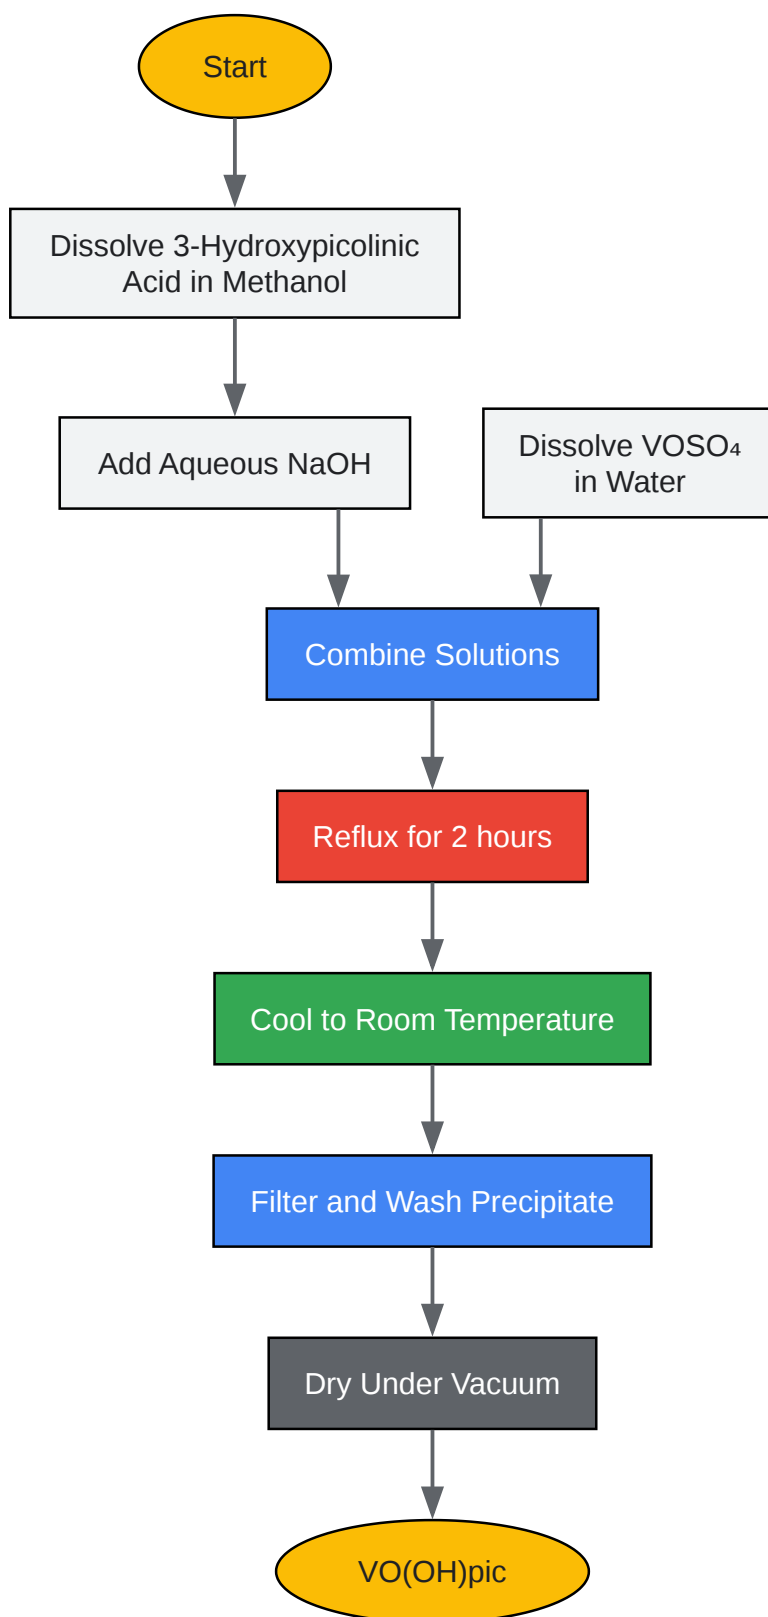 Start
Dissolve 3-Hydroxypicolinic
Acid in Methanol
Add Aqueous NaOH
Dissolve VOSO₄
in Water
Combine Solutions
Reflux for 2 hours
Cool to Room Temperature
Filter and Wash Precipitate
Dry Under Vacuum
VO(OH)pic